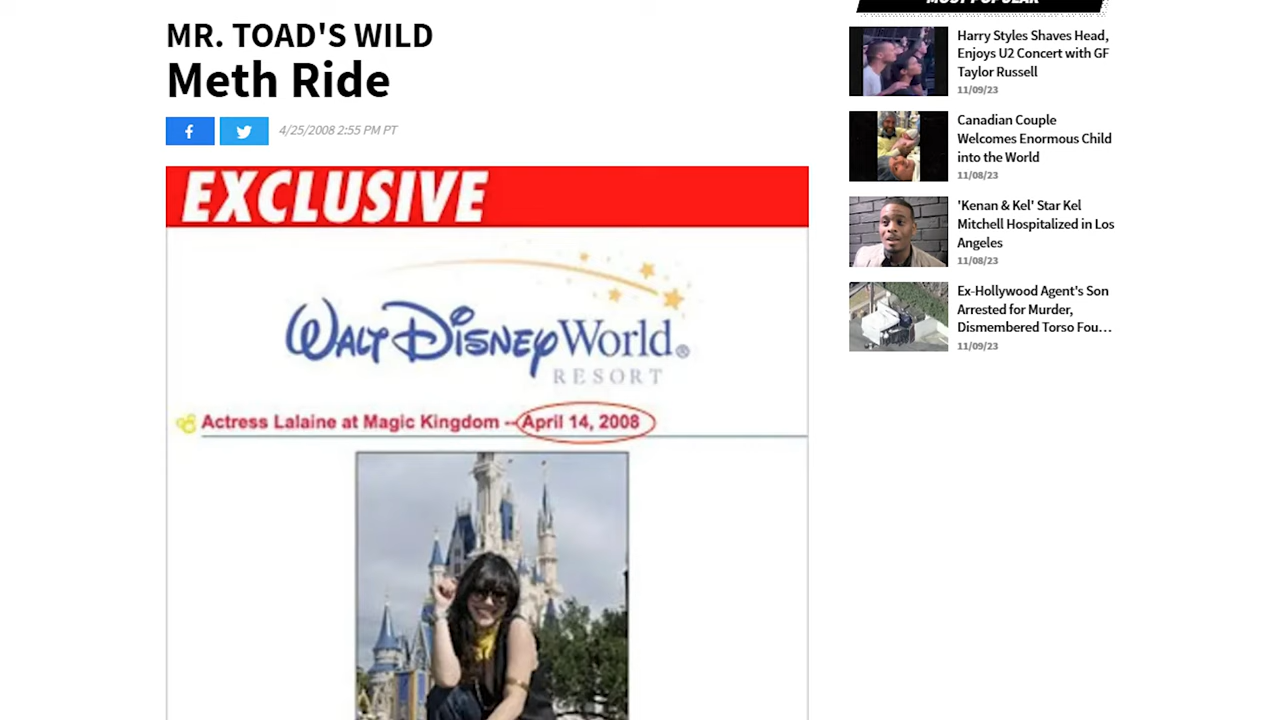 MR. TOAD'S WILD
Meth Ride
4/25/2008 2:55 PM PT
EXCLUSIVE
WALT DISNEY World®
RESORT
Actress Lalaine at Magic Kingdom -- April 14, 2008
MOST POPULAR
Harry Styles Shaves Head,
Enjoys U2 Concert with GF
Taylor Russell
11/09/23
Canadian Couple
Welcomes Enormous Child
into the World
11/08/23
'Kenan & Kel' Star Kel
Mitchell Hospitalized in Los
Angeles
11/08/23
Ex-Hollywood Agent's Son
Arrested for Murder,
Dismembered Torso Fou...
11/09/23